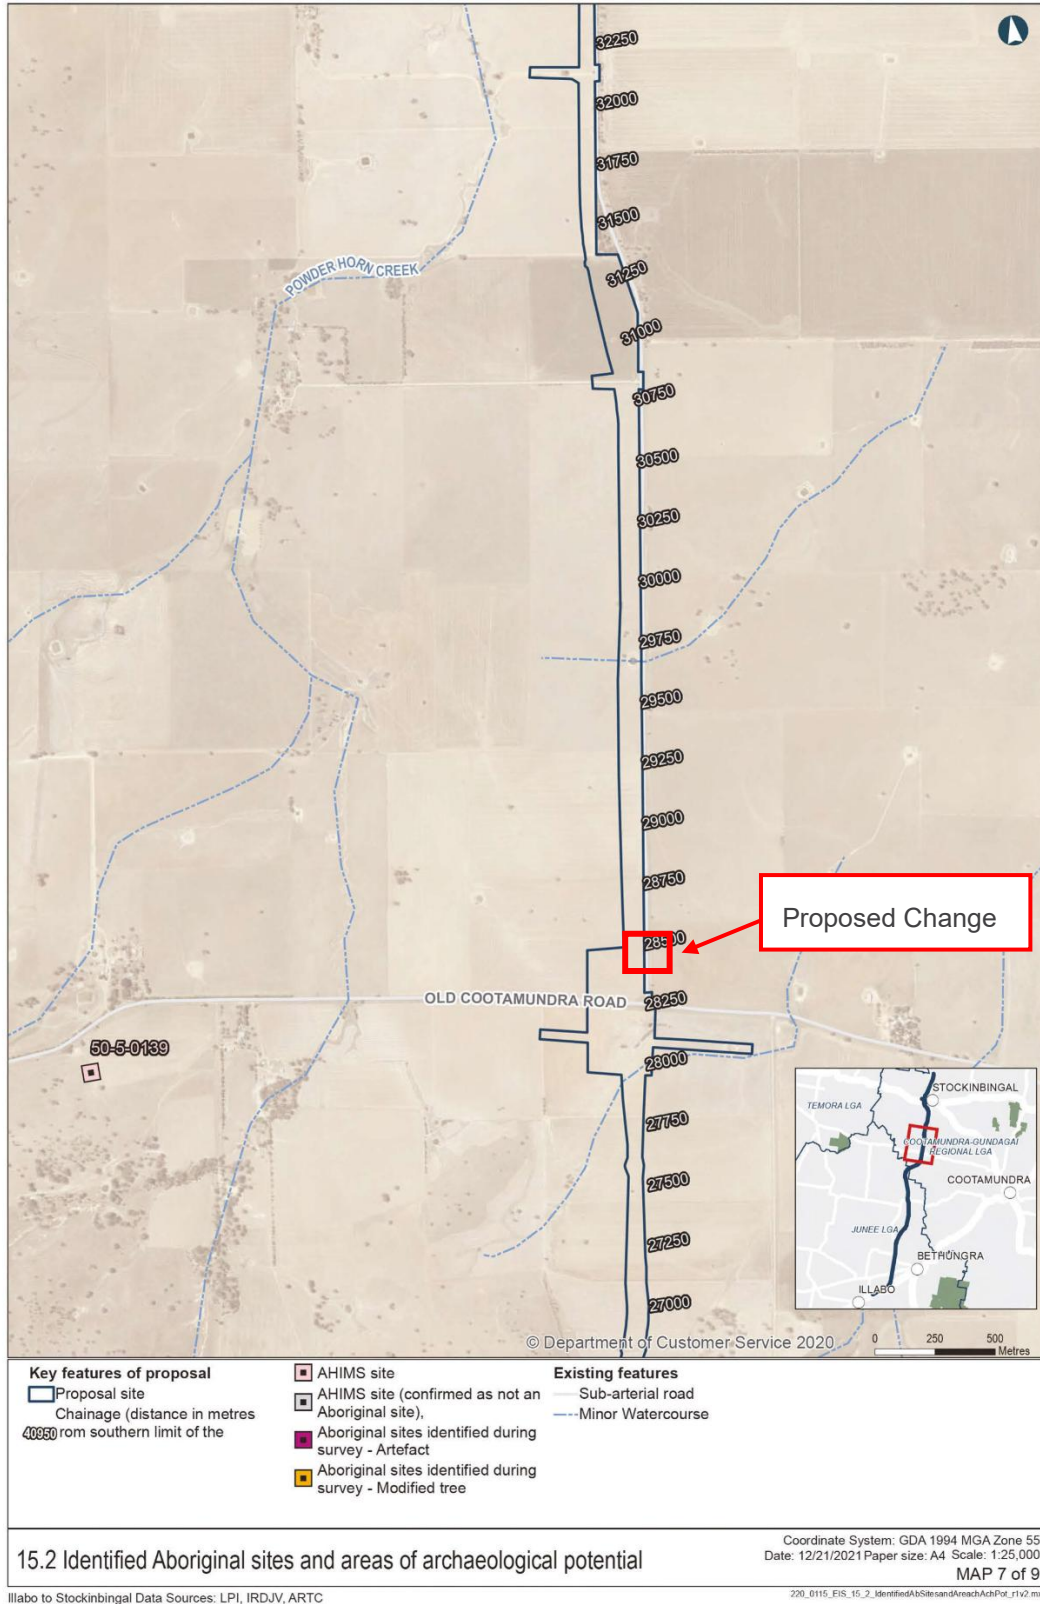 32250
32000
31750
31500
POWDER HORN CREEK
31250
31000
30750
30500
30250
30000
29750
29500
29250
29000
28750
Proposed Change
28500
OLD COOTAMUNDRA ROAD
28250
50-5-0139
28000
27750
27500
27250
27000
STOCKINBINGAL
TEMORA LGA
COOTAMUNDRA-GUNDAGAI
REGIONAL LGA
COOTAMUNDRA
JUNEE LGA
BETHUNGRA
ILLABO
© Department of Customer Service 2020
0 250 500
Metres
Key features of proposal
Proposal site
Chainage (distance in metres
40950 rom southern limit of the
AHIMS site
AHIMS site (confirmed as not an
Aboriginal site),
Aboriginal sites identified during
survey - Artefact
Aboriginal sites identified during
survey - Modified tree
Existing features
Sub-arterial road
Minor Watercourse
15.2 Identified Aboriginal sites and areas of archaeological potential
Coordinate System: GDA 1994 MGA Zone 55
Date: 12/21/2021 Paper size: A4 Scale: 1:25,000
MAP 7 of 9
Illabo to Stockinbingal Data Sources: LPI, IRDJV, ARTC
220_0115_EIS_15_2_IdentifiedAbSitesandAreachAchPot_r1v2.mx